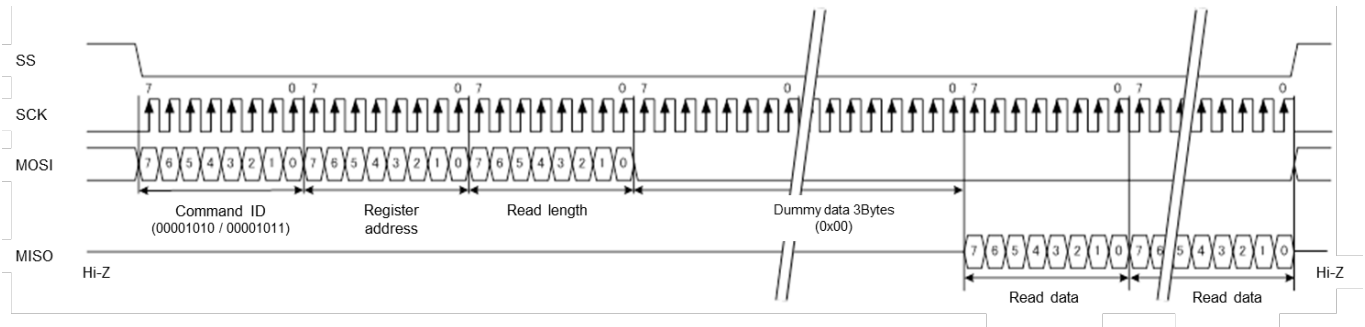 SS
7 0 7 0 7 0 7 0 0 7 0 7 0
SCK
MOSI 7 6 5 4 3 2 1 0 7 6 5 4 3 2 1 0 7 6 5 4 3 2 1 0
Command ID
(00001010 / 00001011)
Register
address
Read length
Dummy data 3Bytes
(0x00)
MISO 7 6 5 4 3 2 1 0 7 6 5 4 3 2 1 0
Hi-Z
Hi-Z
Read data
Read data